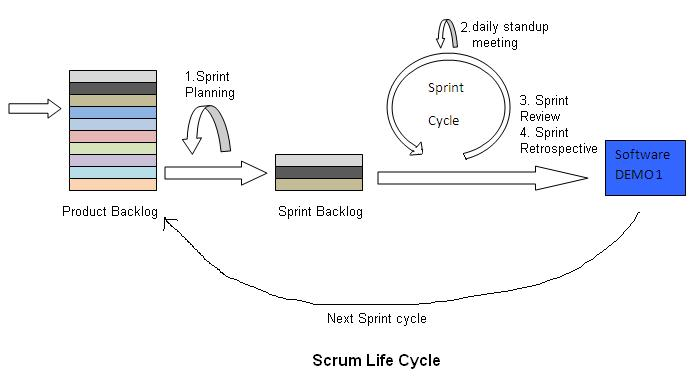 1.Sprint
Planning
2.daily standup
meeting
Sprint
Cycle
3. Sprint
Review
4. Sprint
Retrospective
Software
DEMO1
Product Backlog
Sprint Backlog
Next Sprint cycle
Scrum Life Cycle